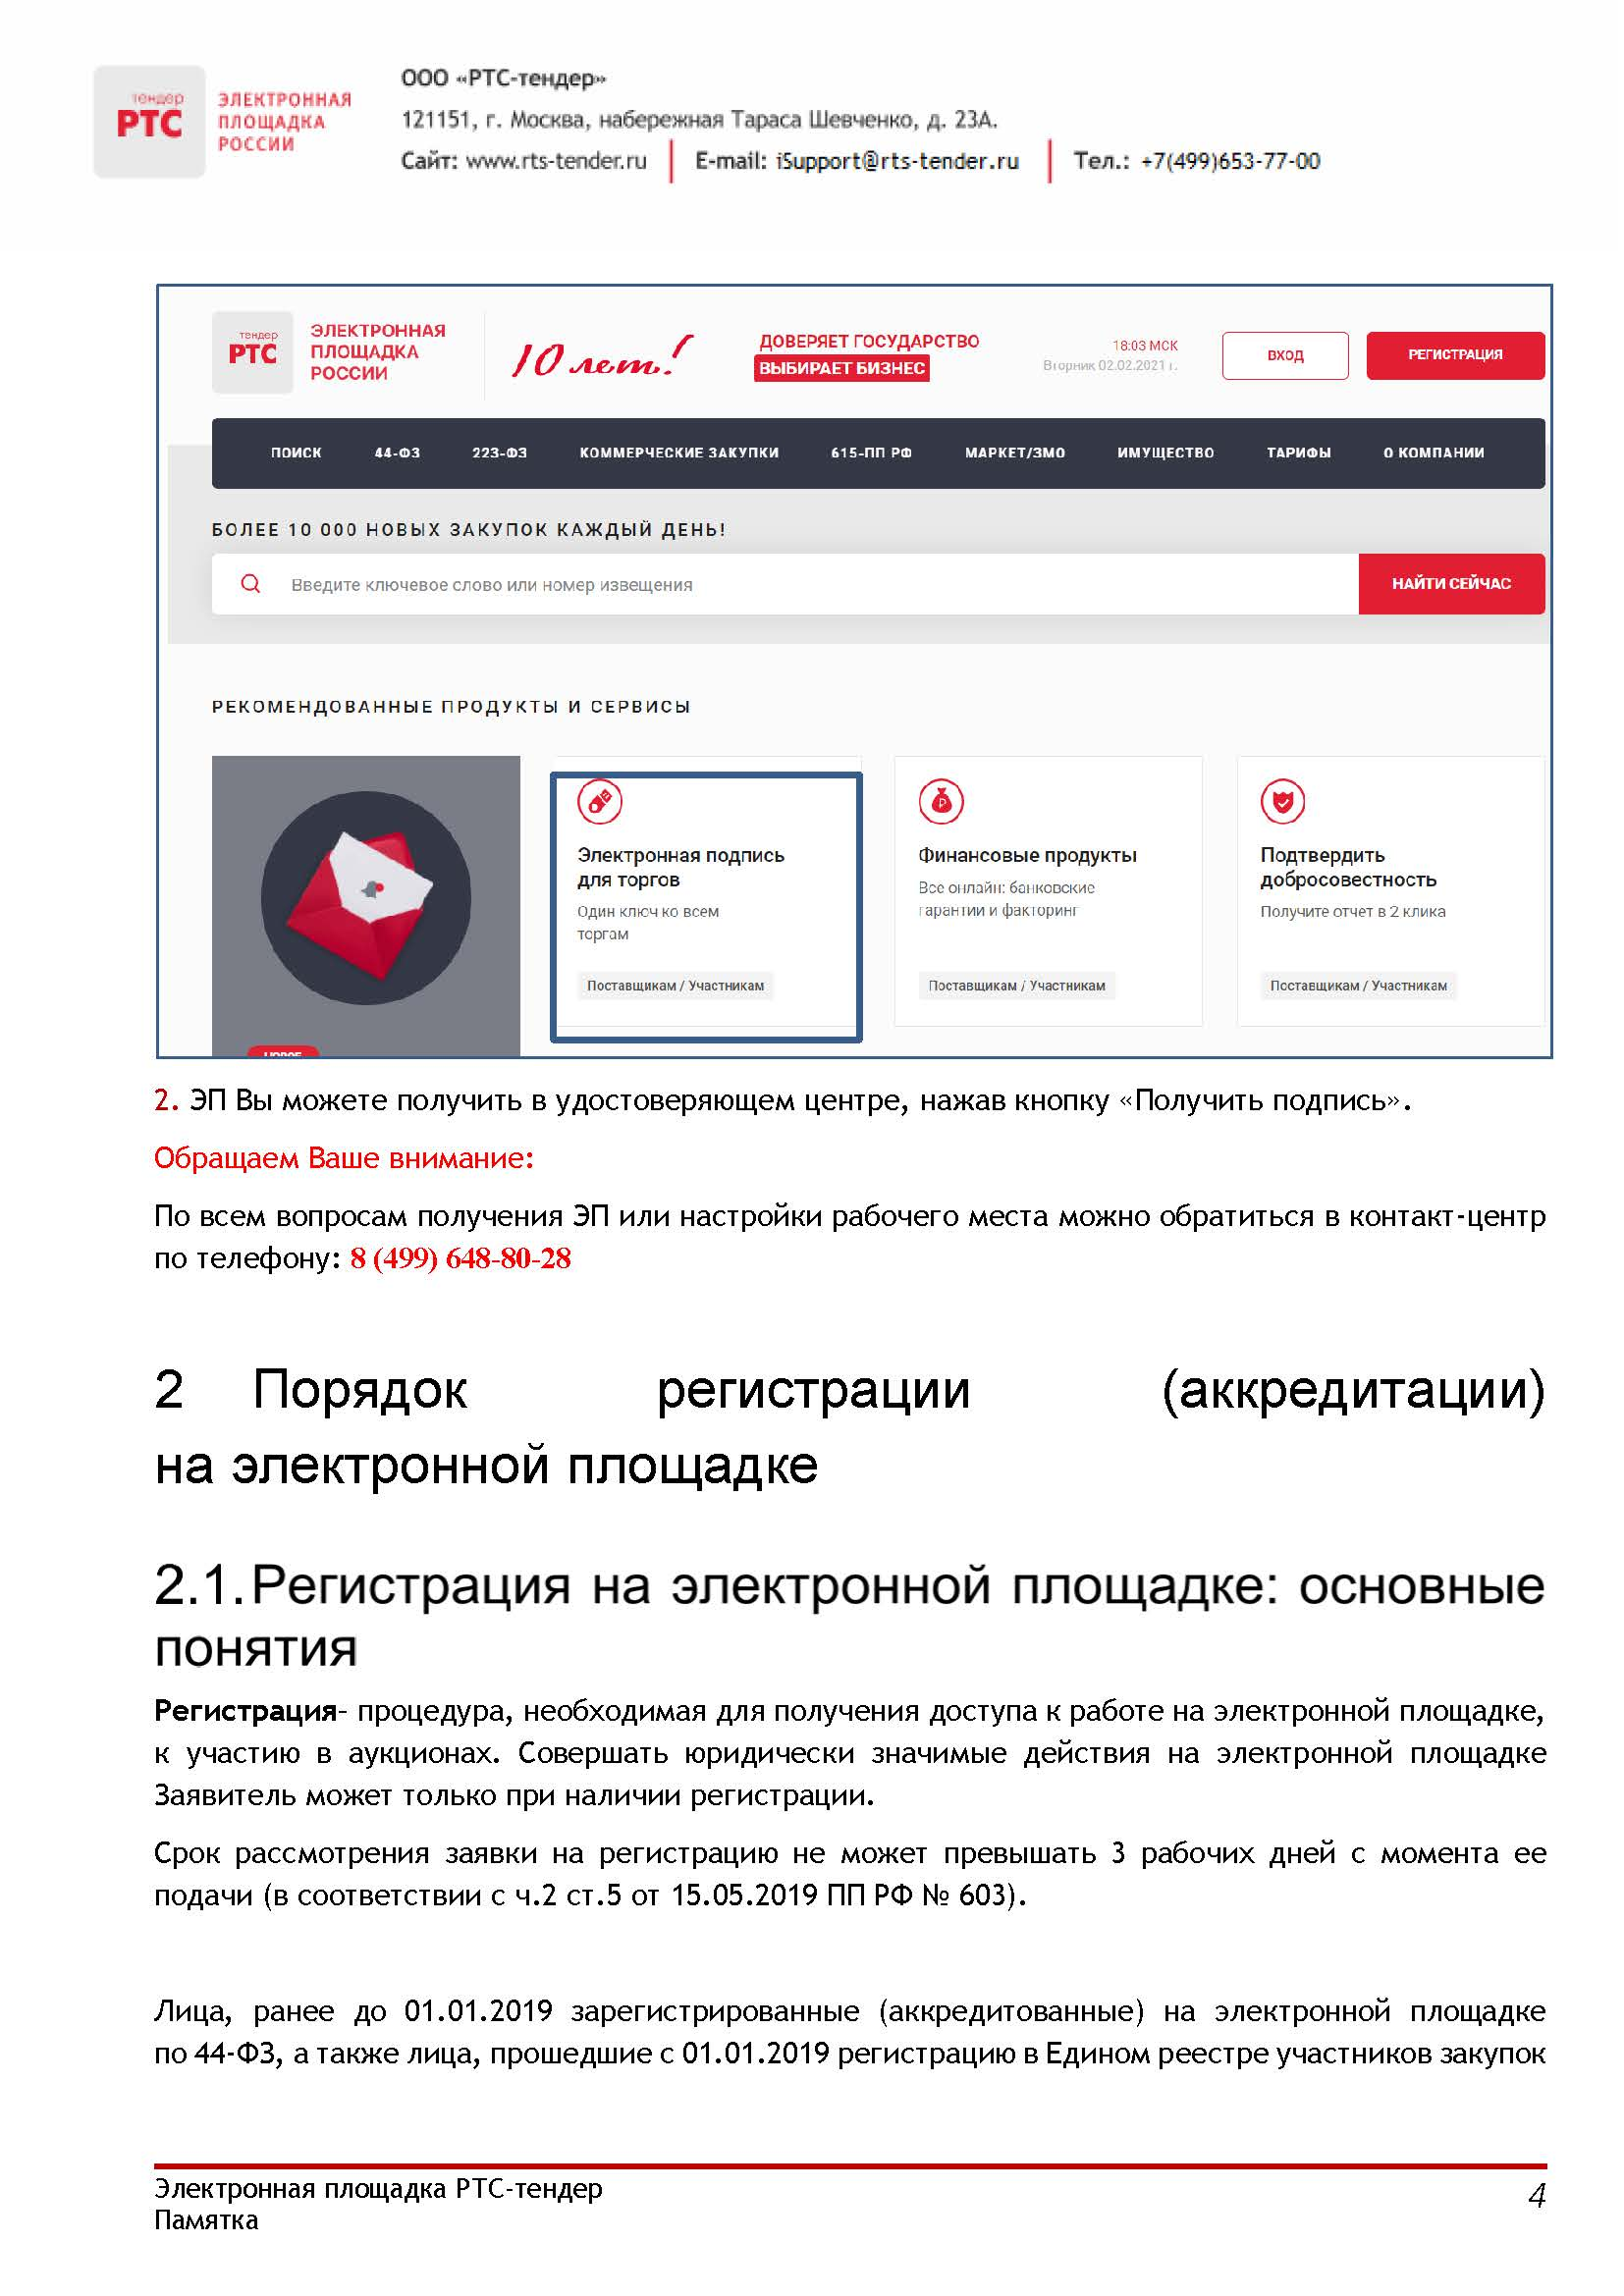 тендер
РТС
ЭЛЕКТРОННАЯ
ПЛОЩАДКА
РОССИИ
ООО «РТС-тендер»
121151, г. Москва, набережная Тараса Шевченко, д. 23А.
Сайт: www.rts-tender.ru E-mail: iSupport@rts-tender.ru Тел.: +7(499)653-77-00
тендер
РТС
ЭЛЕКТРОННАЯ
ПЛОЩАДКА
РОССИИ
10 лет!
ДОВЕРЯЕТ ГОСУДАРСТВО
ВЫБИРАЕТ БИЗНЕС
18:03 МСК
Вторник 02.02.2021 г.
ВХОД
РЕГИСТРАЦИЯ
ПОИСК 44-ФЗ 223-ФЗ КОММЕРЧЕСКИЕ ЗАКУПКИ 615-ПП РФ МАРКЕТ/ЗМО ИМУЩЕСТВО ТАРИФЫ О КОМПАНИИ
БОЛЕЕ 10 000 НОВЫХ ЗАКУПОК КАЖДЫЙ ДЕНЬ!
Введите ключевое слово или номер извещения
НАЙТИ СЕЙЧАС
РЕКОМЕНДОВАННЫЕ ПРОДУКТЫ И СЕРВИСЫ
НОВОЕ
Электронная подпись
для торгов
Один ключ ко всем
торгам
Поставщикам / Участникам
Финансовые продукты
Все онлайн: банковские
гарантии и факторинг
Поставщикам / Участникам
Подтвердить
добросовестность
Получите отчет в 2 клика
Поставщикам / Участникам
2. ЭП Вы можете получить в удостоверяющем центре, нажав кнопку «Получить подпись».
Обращаем Ваше внимание:
По всем вопросам получения ЭП или настройки рабочего места можно обратиться в контакт-центр
по телефону: 8 (499) 648-80-28
2 Порядок регистрации (аккредитации)
на электронной площадке
2.1. Регистрация на электронной площадке: основные
понятия
Регистрация- процедура, необходимая для получения доступа к работе на электронной площадке,
к участию в аукционах. Совершать юридически значимые действия на электронной площадке
Заявитель может только при наличии регистрации.
Срок рассмотрения заявки на регистрацию не может превышать 3 рабочих дней с момента ее
подачи (в соответствии с ч.2 ст.5 от 15.05.2019 ПП РФ № 603).
Лица, ранее до 01.01.2019 зарегистрированные (аккредитованные) на электронной площадке
по 44-ФЗ, а также лица, прошедшие с 01.01.2019 регистрацию в Едином реестре участников закупок
Электронная площадка РТС-тендер
Памятка
4